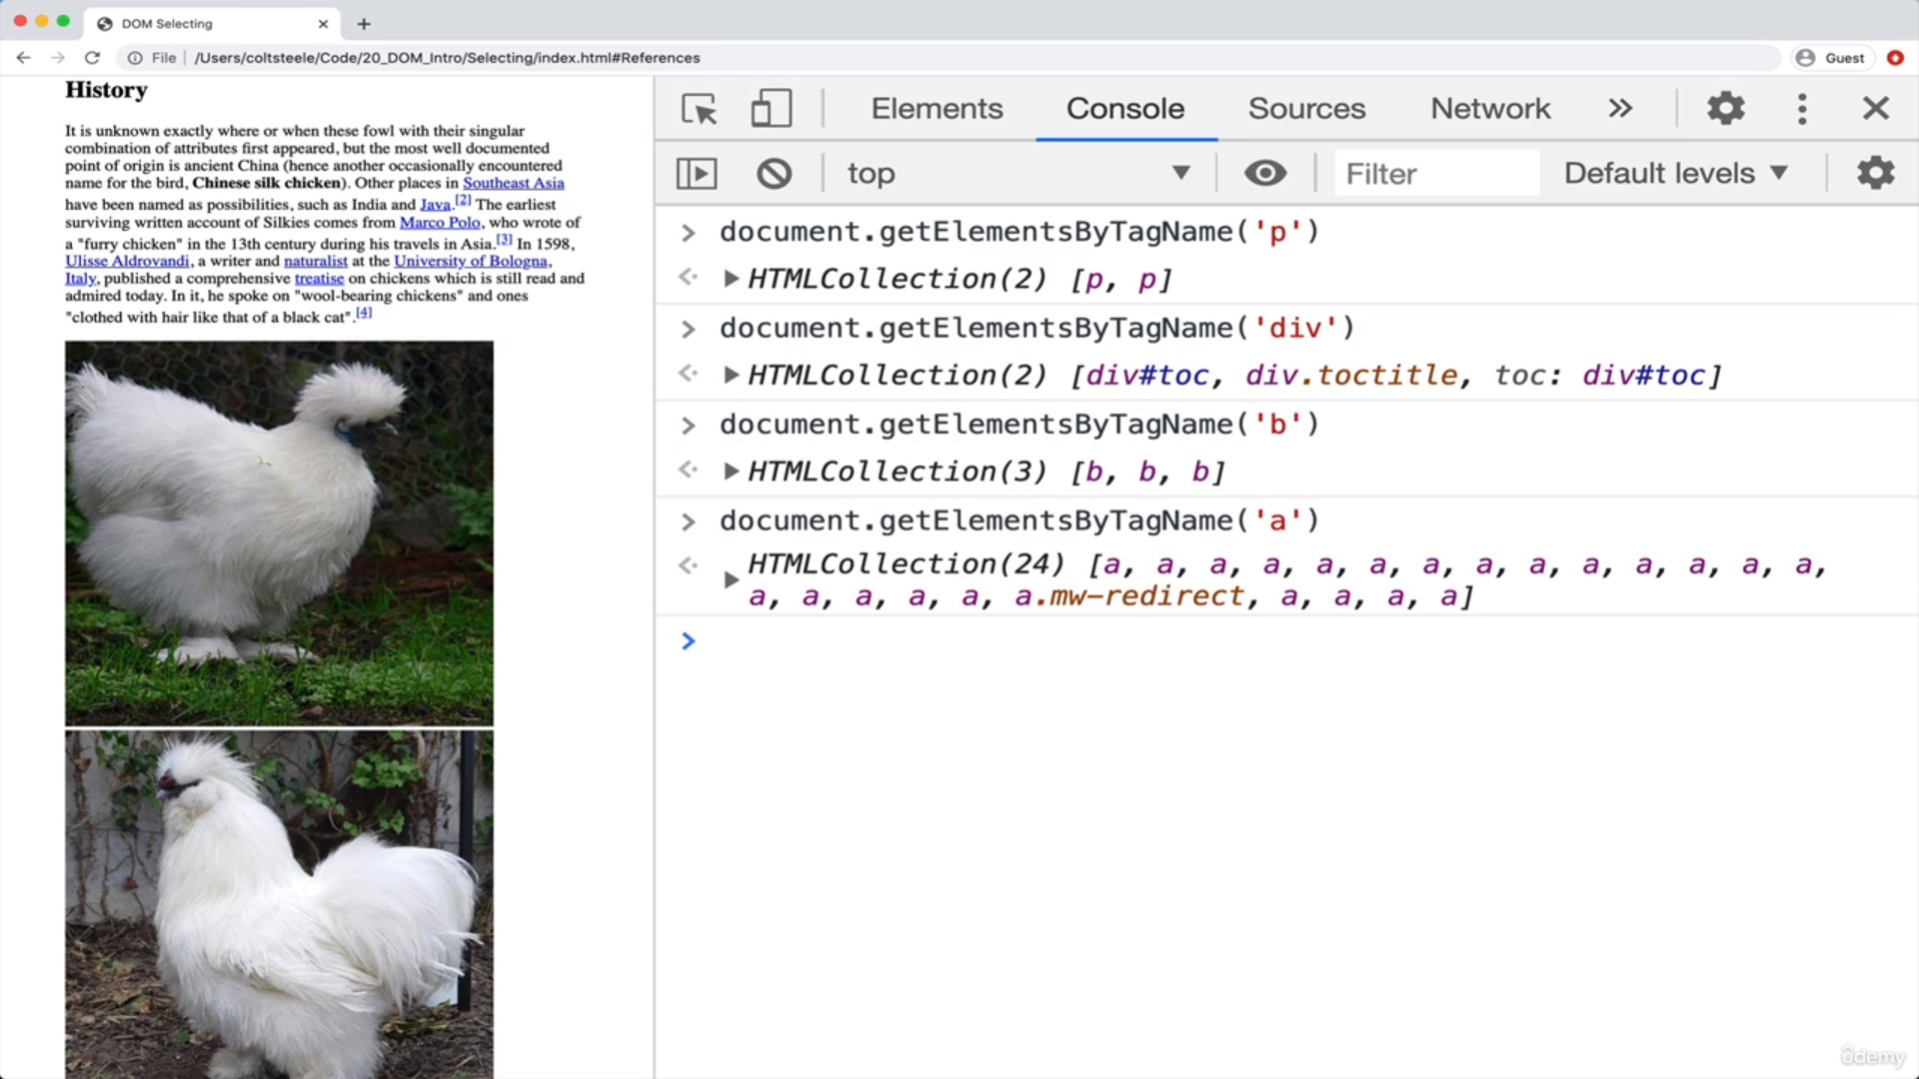 DOM Selecting
File /Users/coltsteele/Code/20_DOM_Intro/Selecting/index.html#References
Guest
History
It is unknown exactly where or when these fowl with their singular
combination of attributes first appeared, but the most well documented
point of origin is ancient China (hence another occasionally encountered
name for the bird, Chinese silk chicken). Other places in Southeast Asia
have been named as possibilities, such as India and Java.[2] The earliest
surviving written account of Silkies comes from Marco Polo, who wrote of
a "furry chicken" in the 13th century during his travels in Asia.[3] In 1598,
Ulisse Aldrovandi, a writer and naturalist at the University of Bologna,
Italy, published a comprehensive treatise on chickens which is still read and
admired today. In it, he spoke on "wool-bearing chickens" and ones
"clothed with hair like that of a black cat".[4]
Elements Console Sources Network
top Filter Default levels
document.getElementsByTagName('p')
HTMLCollection(2) [p, p]
document.getElementsByTagName('div')
HTMLCollection(2) [div#toc, div.toctitle, toc: div#toc]
document.getElementsByTagName('b')
HTMLCollection(3) [b, b, b]
document.getElementsByTagName('a')
HTMLCollection(24) [a, a, a, a, a, a, a, a, a, a, a, a, a, a,
a, a, a, a, a, a.mw-redirect, a, a, a, a]
ûdemy